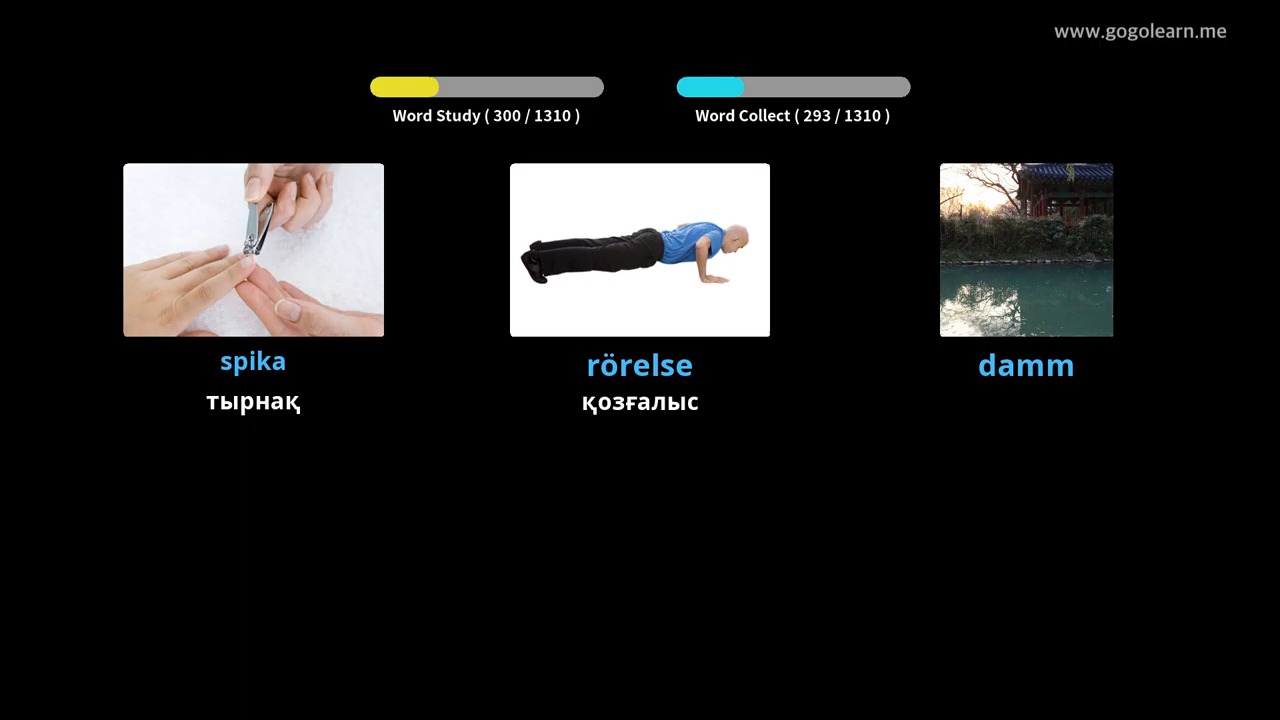 www.gogolearn.me
Word Study ( 300 / 1310 )
Word Collect ( 293 / 1310 )
spika
rörelse
damm
тырнақ
қозғалыс